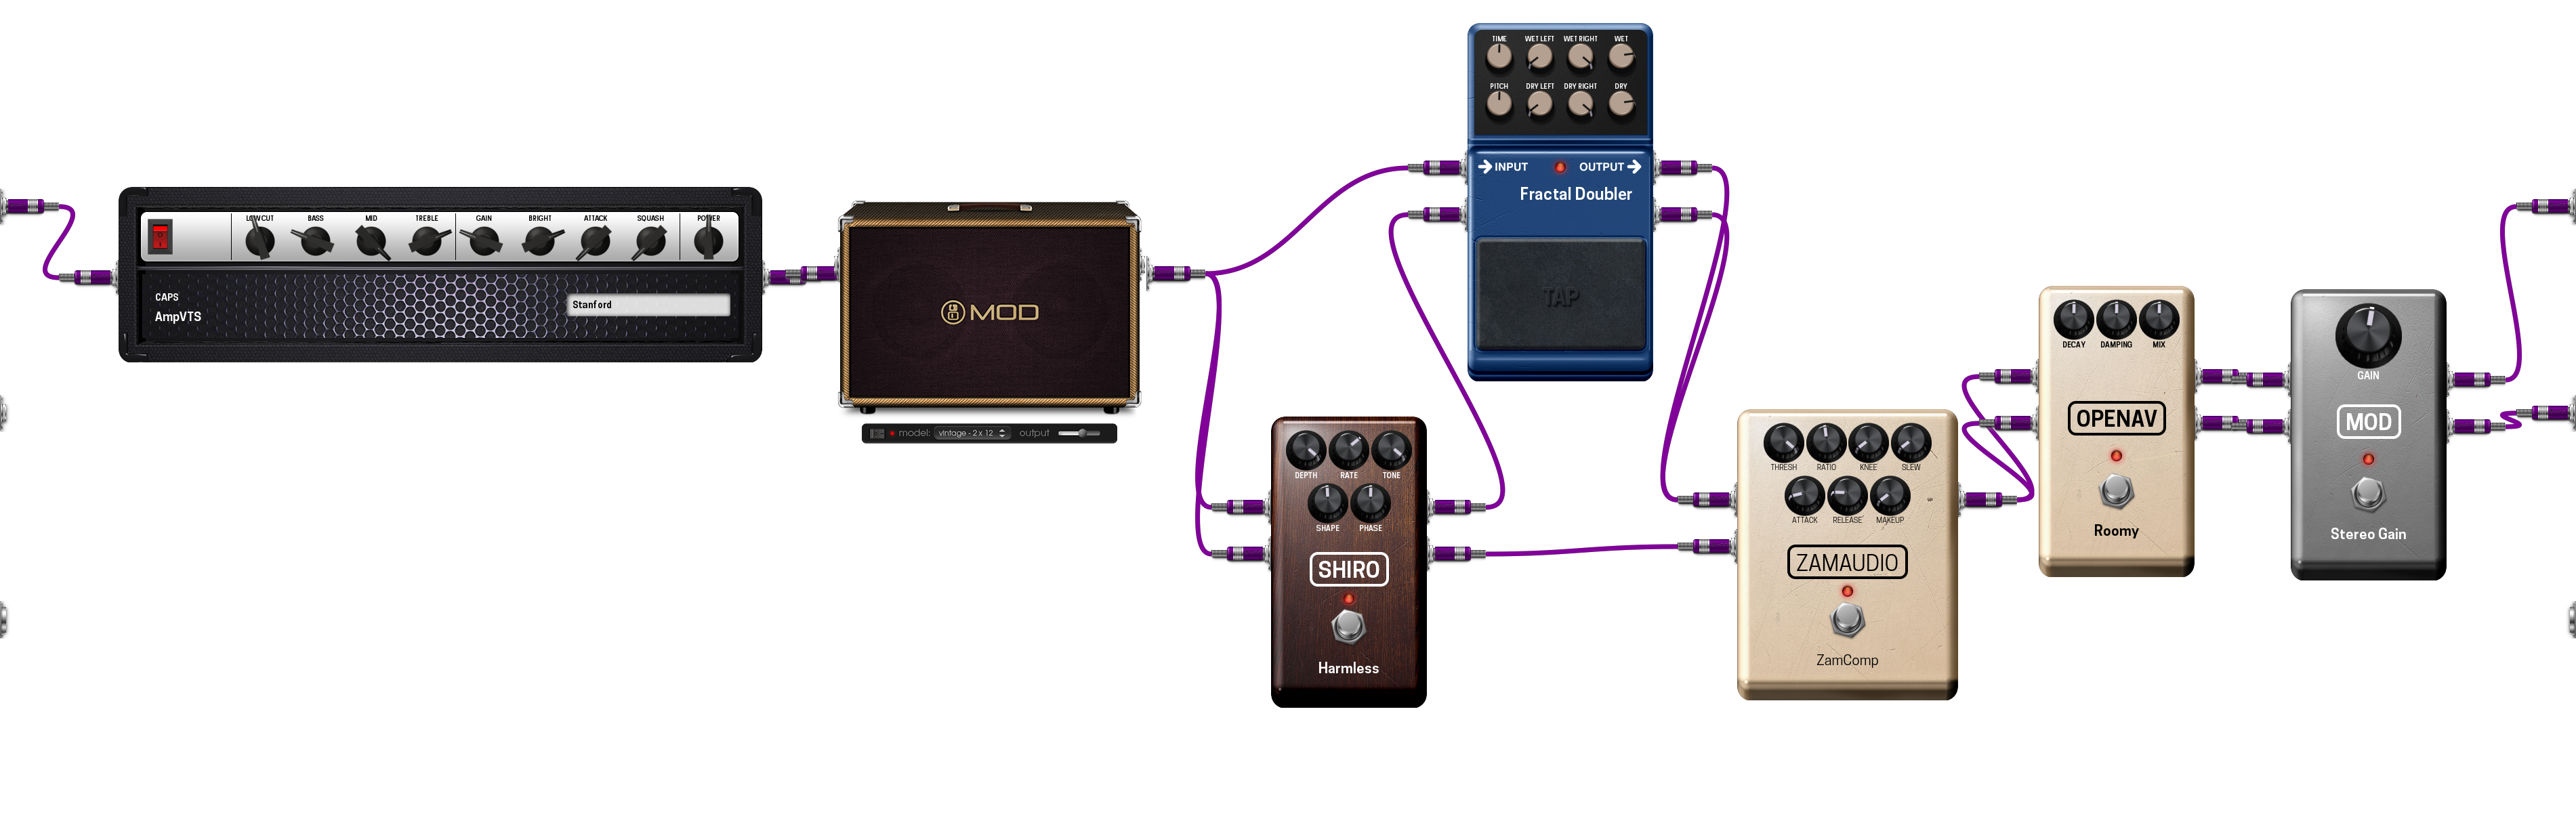 LOWCUT BASS MID TREBLE GAIN BRIGHT ATTACK SQUASH POWER
CAPS
AmpVTS
Stanford
MOD
model: vintage - 2 x 12 output
TIME WET LEFT WET RIGHT WET
PITCH DRY LEFT DRY RIGHT DRY
INPUT OUTPUT
Fractal Doubler
TAP
DEPTH RATE TONE
SHAPE PHASE
SHIRO
Harmless
THRESH RATIO KNEE SLEW
ATTACK RELEASE MAKEUP
ZAMAUDIO
ZamComp
DECAY DAMPING MIX
OPENAV
Roomy
GAIN
MOD
Stereo Gain